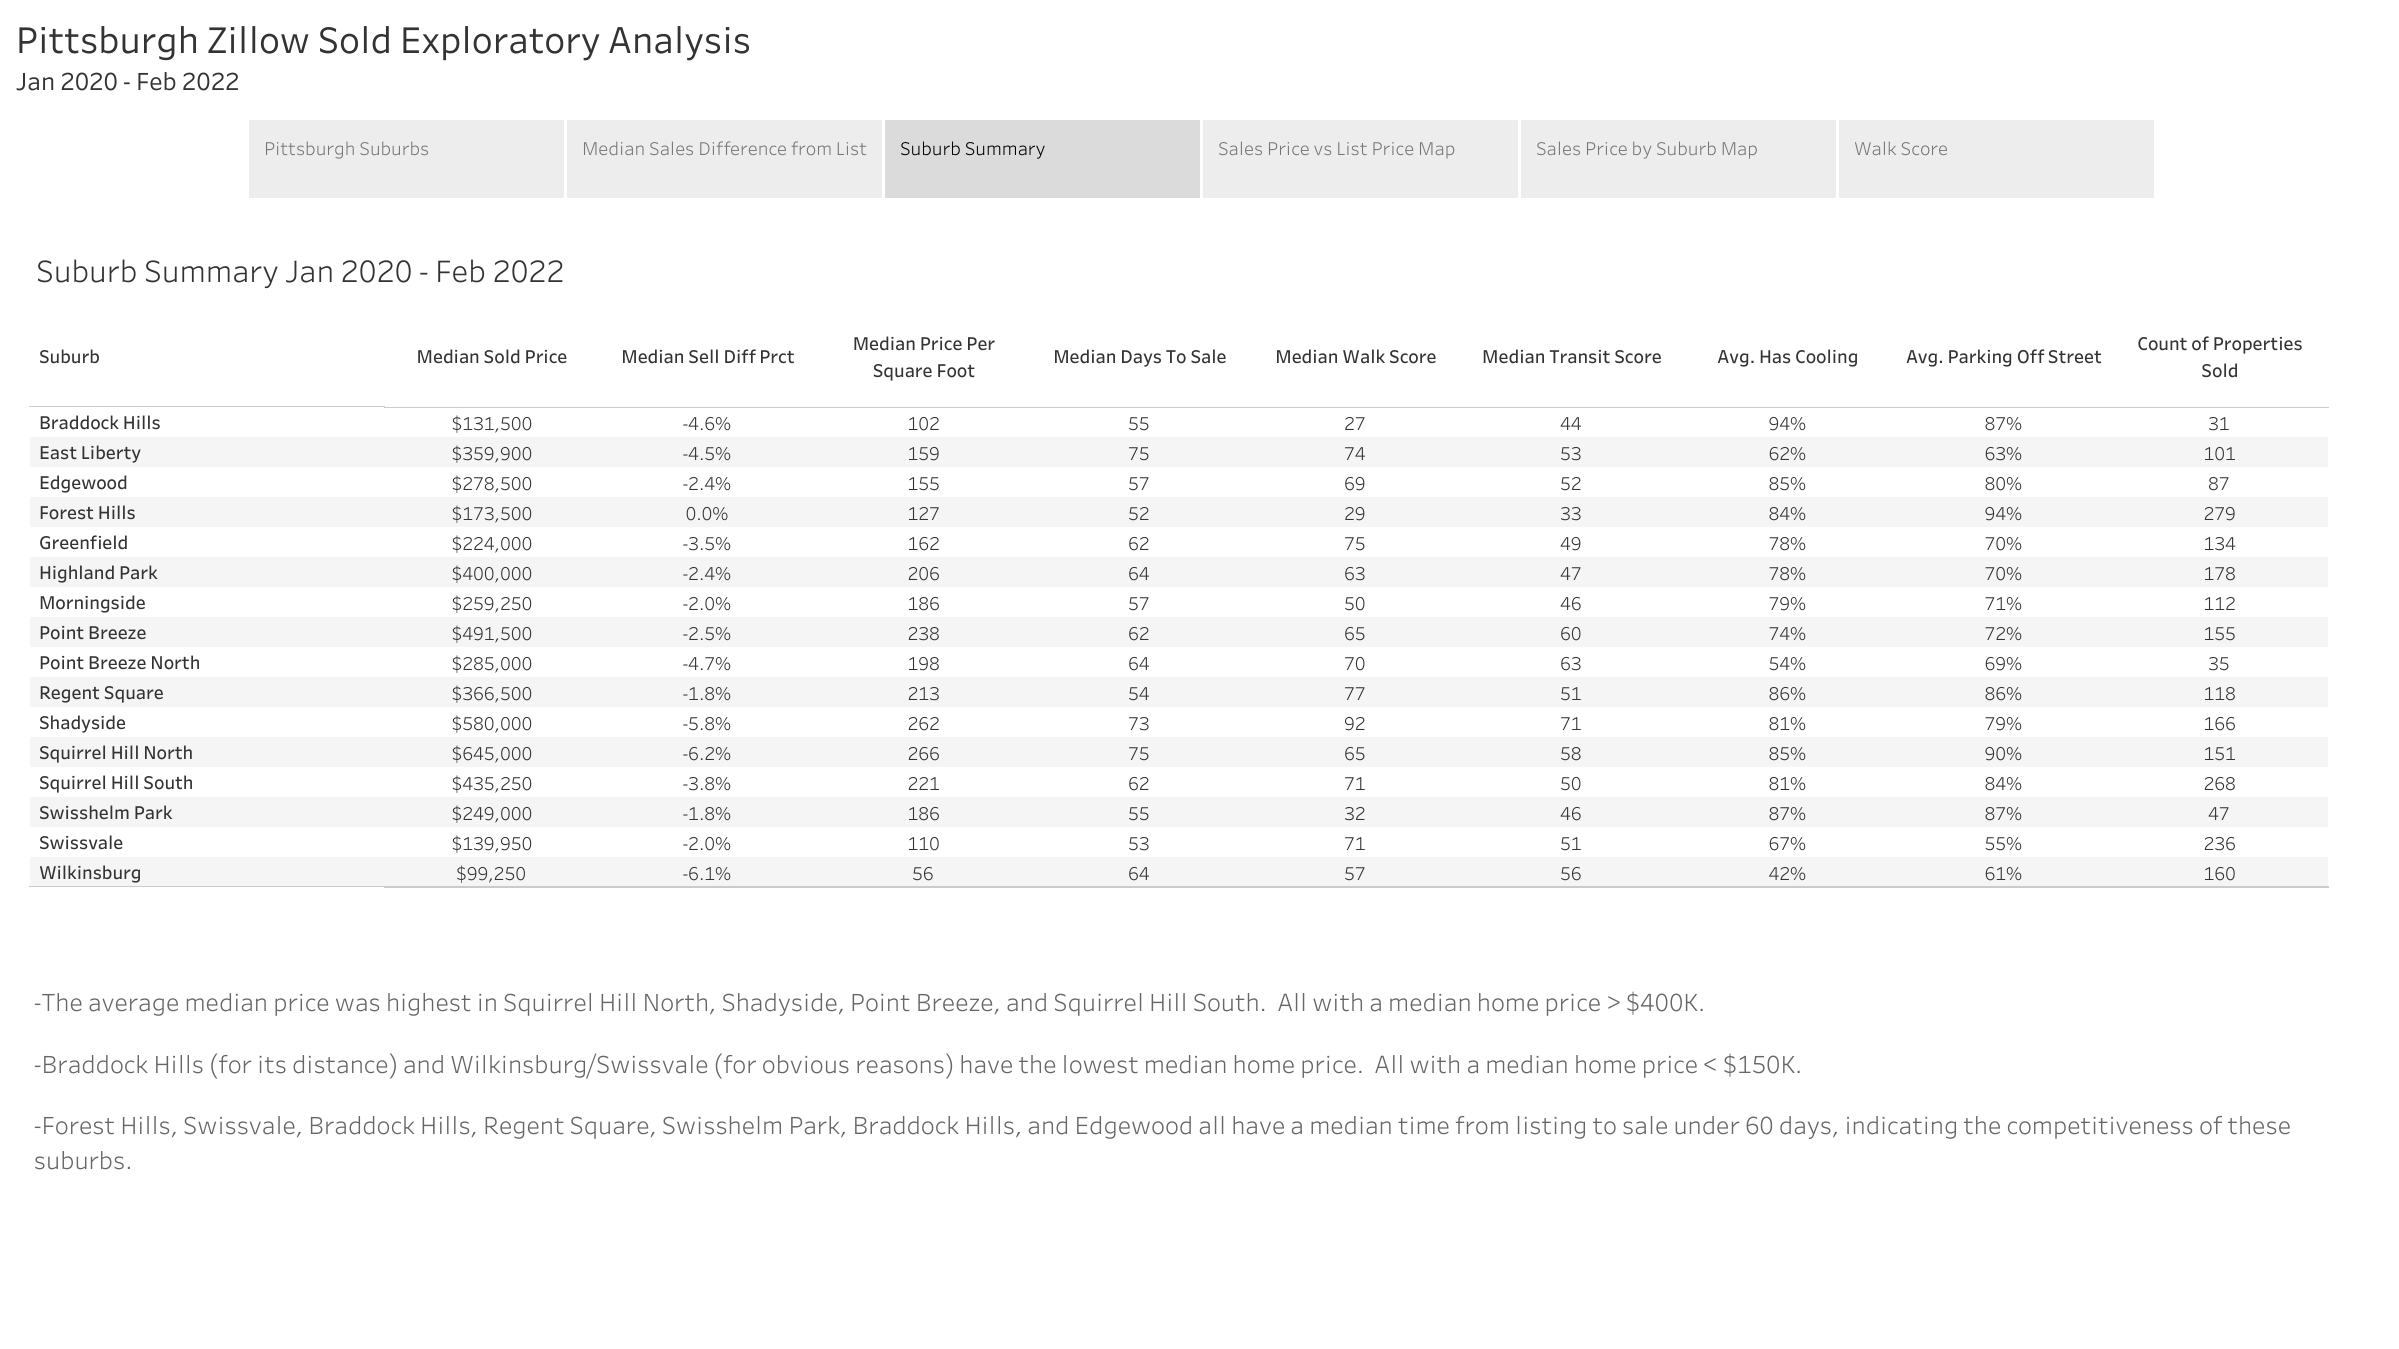 Pittsburgh Zillow Sold Exploratory Analysis
Jan 2020 - Feb 2022
Pittsburgh Suburbs Median Sales Difference from List Suburb Summary Sales Price vs List Price Map Sales Price by Suburb Map Walk Score
Suburb Summary Jan 2020 - Feb 2022
Suburb Median Sold Price Median Sell Diff Prct Median Price Per Square Foot Median Days To Sale Median Walk Score Median Transit Score Avg. Has Cooling Avg. Parking Off Street Count of Properties Sold
Braddock Hills $131,500 -4.6% 102 55 27 44 94% 87% 31
East Liberty $359,900 -4.5% 159 75 74 53 62% 63% 101
Edgewood $278,500 -2.4% 155 57 69 52 85% 80% 87
Forest Hills $173,500 0.0% 127 52 29 33 84% 94% 279
Greenfield $224,000 -3.5% 162 62 75 49 78% 70% 134
Highland Park $400,000 -2.4% 206 64 63 47 78% 70% 178
Morningside $259,250 -2.0% 186 57 50 46 79% 71% 112
Point Breeze $491,500 -2.5% 238 62 65 60 74% 72% 155
Point Breeze North $285,000 -4.7% 198 64 70 63 54% 69% 35
Regent Square $366,500 -1.8% 213 54 77 51 86% 86% 118
Shadyside $580,000 -5.8% 262 73 92 71 81% 79% 166
Squirrel Hill North $645,000 -6.2% 266 75 65 58 85% 90% 151
Squirrel Hill South $435,250 -3.8% 221 62 71 50 81% 84% 268
Swisshelm Park $249,000 -1.8% 186 55 32 46 87% 87% 47
Swissvale $139,950 -2.0% 110 53 71 51 67% 55% 236
Wilkinsburg $99,250 -6.1% 56 64 57 56 42% 61% 160
-The average median price was highest in Squirrel Hill North, Shadyside, Point Breeze, and Squirrel Hill South.  All with a median home price > $400K.
-Braddock Hills (for its distance) and Wilkinsburg/Swissvale (for obvious reasons) have the lowest median home price.  All with a median home price < $150K.
-Forest Hills, Swissvale, Braddock Hills, Regent Square, Swisshelm Park, Braddock Hills, and Edgewood all have a median time from listing to sale under 60 days, indicating the competitiveness of these
suburbs.